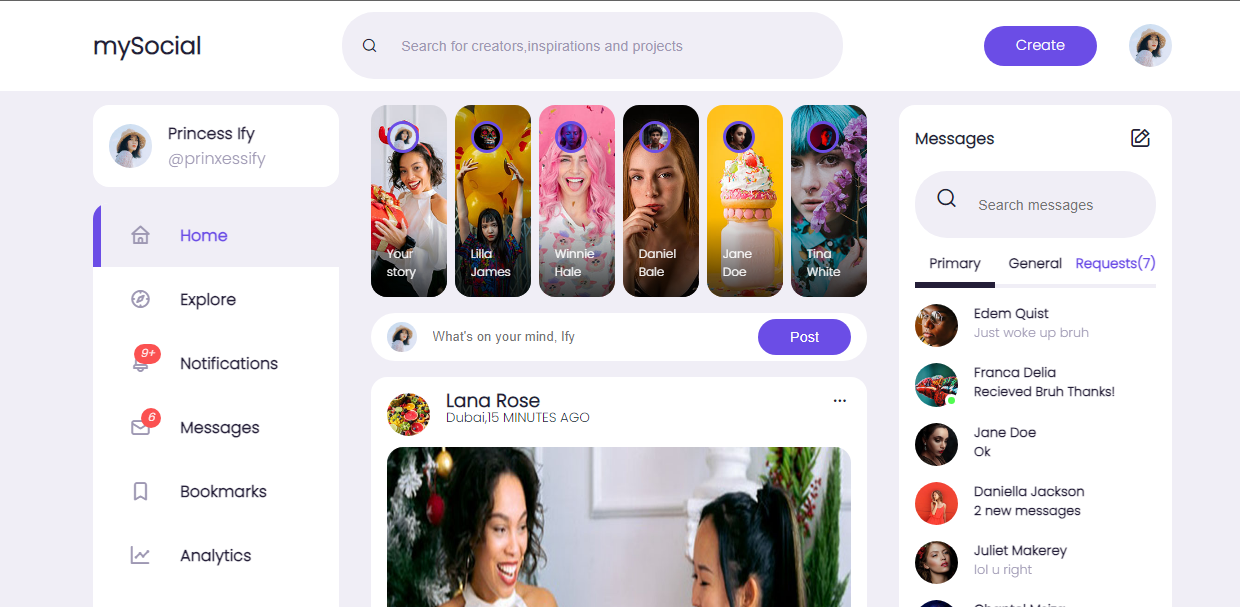 mySocial
Search for creators,inspirations and projects
Create
Princess Ify
@prinxessify
Home
Explore
9+
Notifications
6
Messages
Bookmarks
Analytics
Your
story
Lilla
James
Winnie
Hale
Daniel
Bale
Jane
Doe
Tina
White
What's on your mind, Ify
Post
Lana Rose
Dubai,15 MINUTES AGO
...
Messages
Search messages
Primary General Requests(7)
Edem Quist
Just woke up bruh
Franca Delia
Recieved Bruh Thanks!
Jane Doe
Ok
Daniella Jackson
2 new messages
Juliet Makerey
lol u right